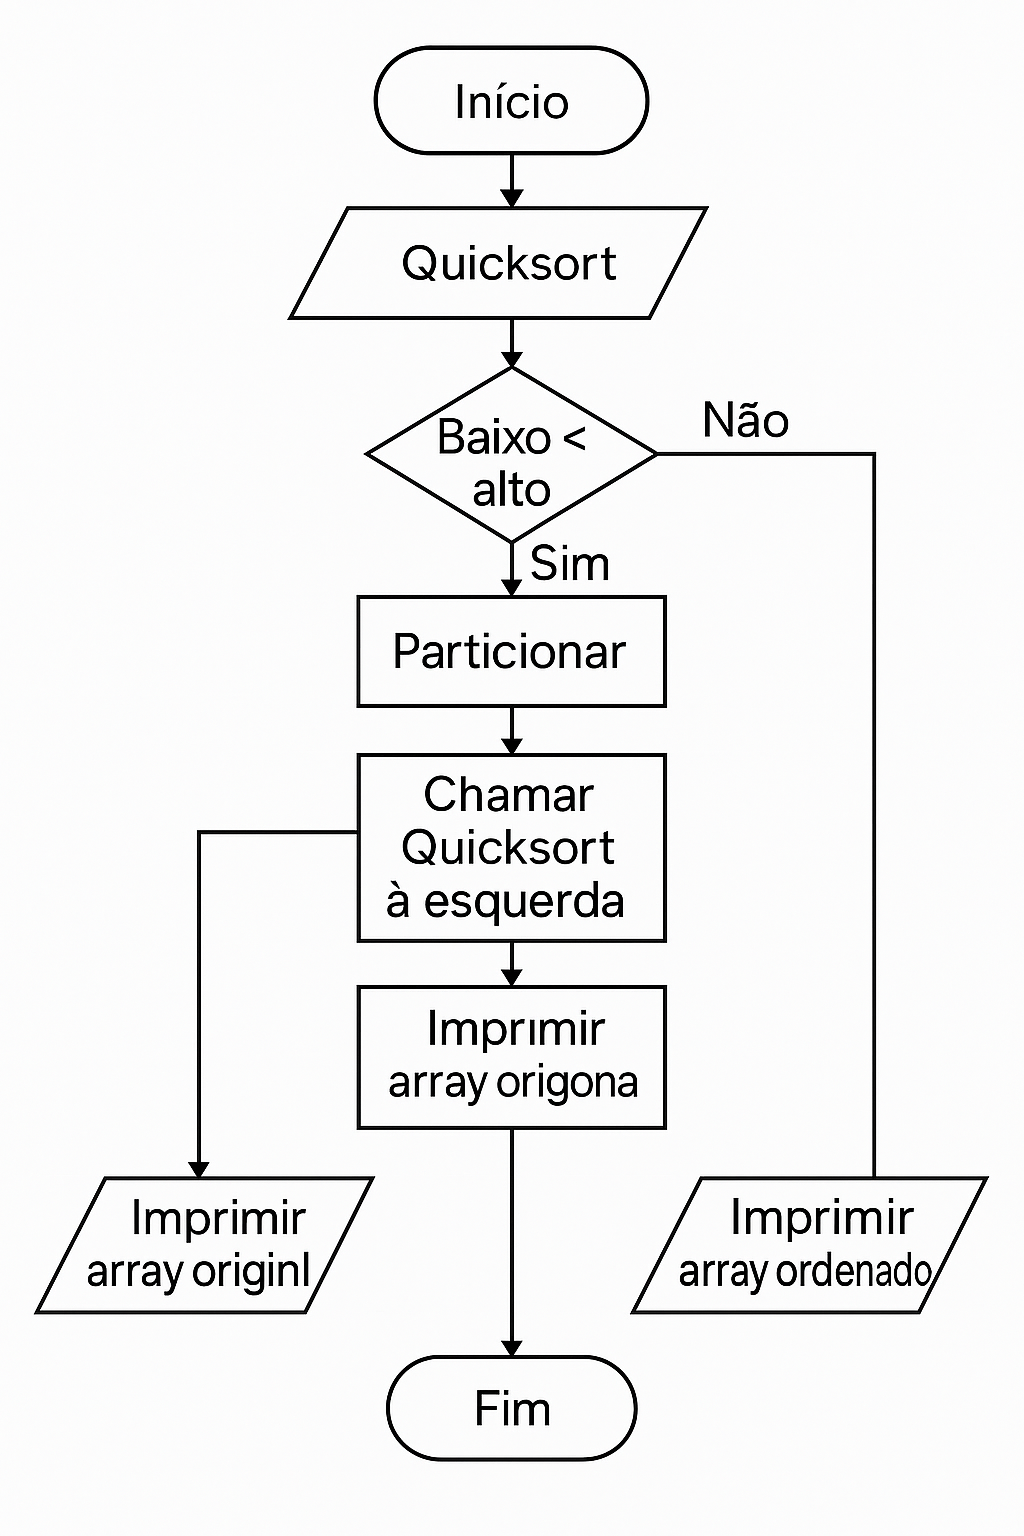 Início
Quicksort
Baixo <
alto
Não
Sim
Particionar
Chamar
Quicksort
à esquerda
Imprımir
array origona
Imprimir
array originl
Imprimir
array ordenado
Fim